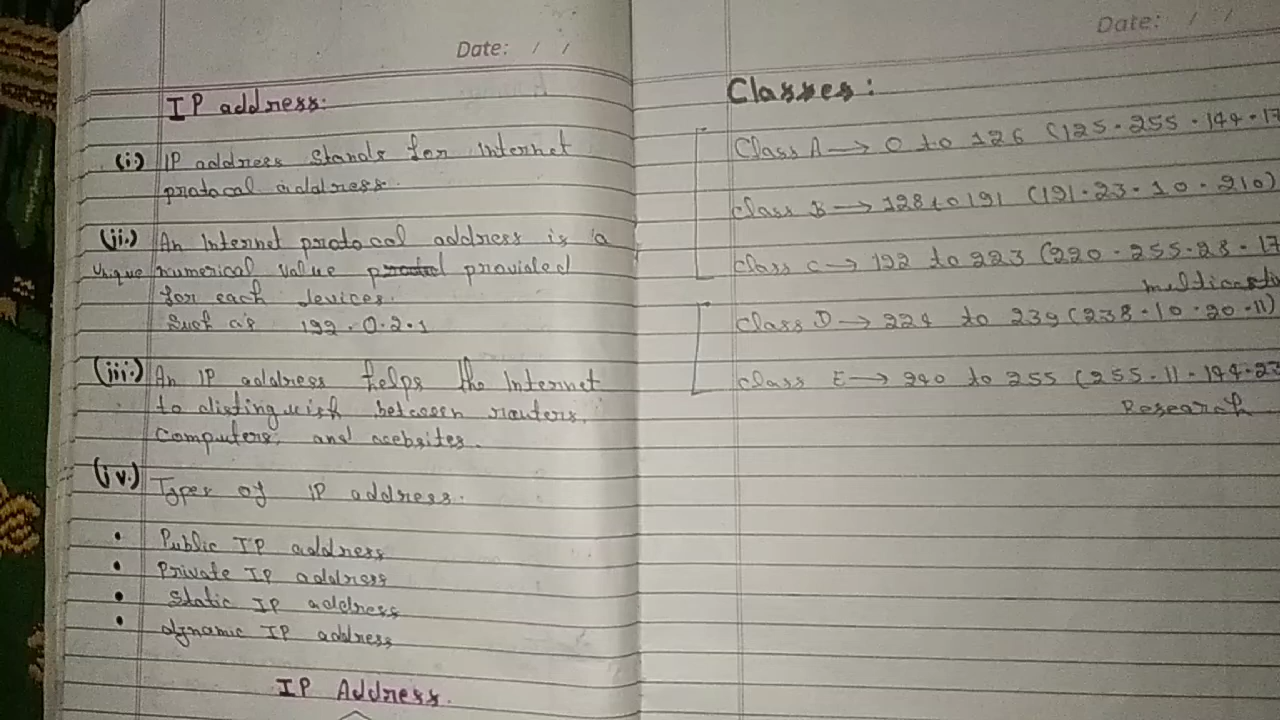 Date: / /
IP address:
(i) IP address stands for Internet
protocal address.
(ii) An Internet protocal address is a
unique numerical value provided
for each devices.
Such as 192.0.2.1
(iii) An IP address helps the Internet
to distinguish between routers,
computers, and websites.
(iv.) Types of IP address.
• Public IP address
• Private IP address
• Static IP address
• dynamic IP address
IP Address.
Date: / /
Classes:
Class A → 0 to 126 (125.255.144.17
Class B → 128 to 191 (191.23.10.210)
Class C → 192 to 223 (220.255.28.17
multicasti
Class D → 224 to 239 (238.10.20.11)
Class E → 240 to 255 (255.11.144.23
Research